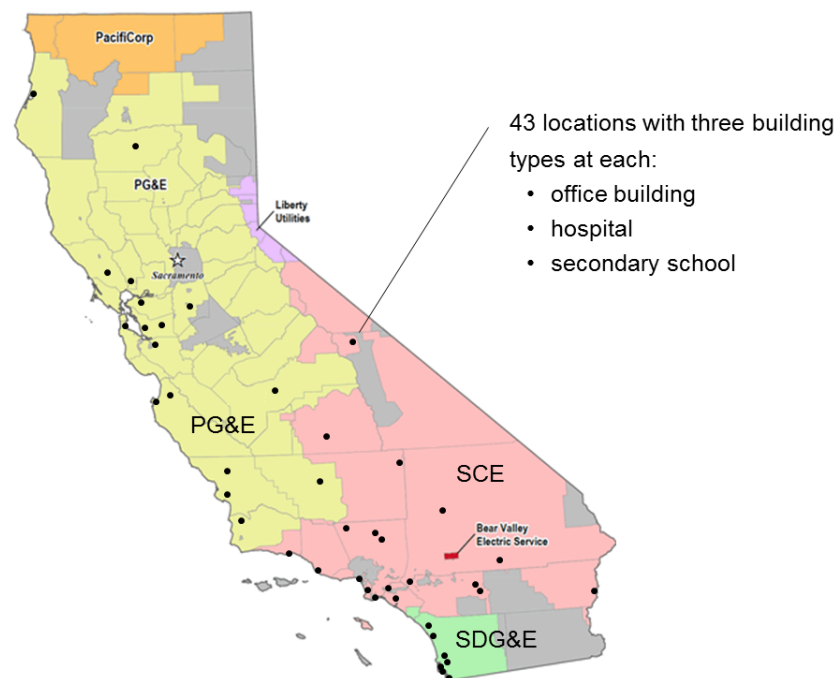 PacifiCorp
43 locations with three building
types at each:
• office building
• hospital
• secondary school
PG&E
Liberty
Utilities
Sacramento
PG&E
SCE
Bear Valley
Electric Service
SDG&E